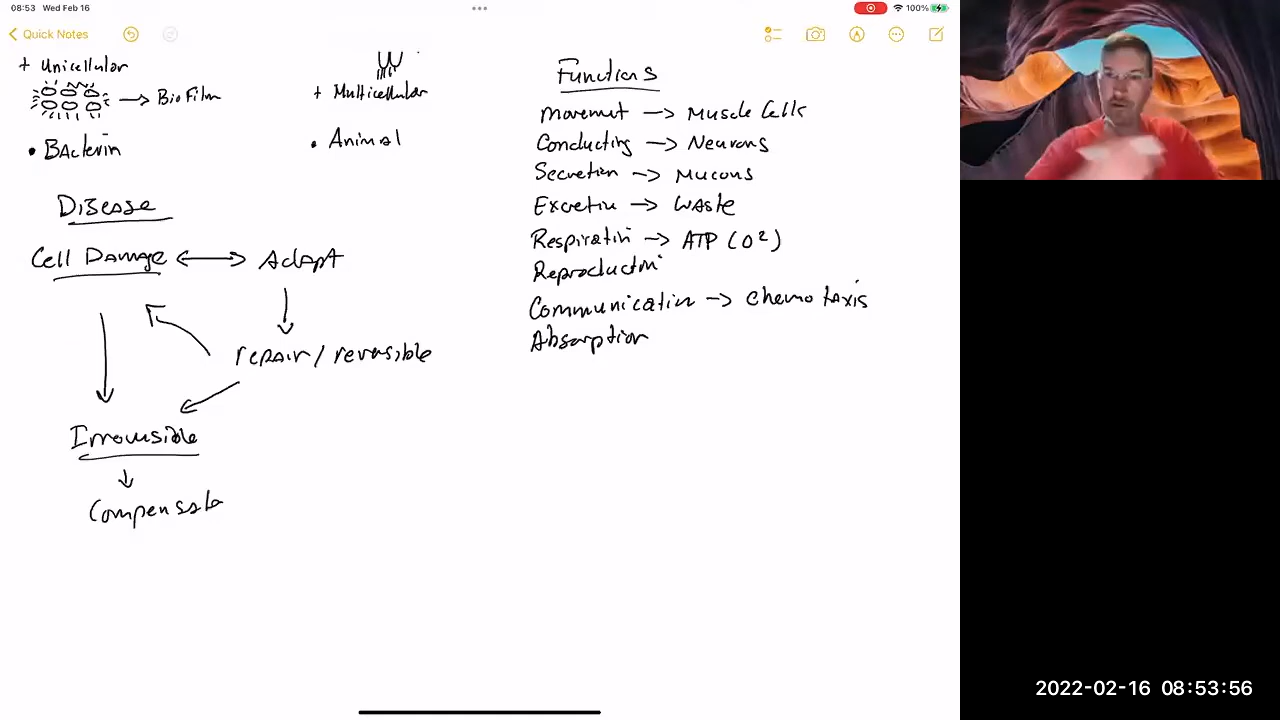 08:53 Wed Feb 16
100%
Quick Notes
+ Unicellular
→ BioFilm
• BActeria
+ Multicellular
• Animal
Disease
Cell Damage ↔ Adapt
repair / reversible
Irreversible
Compensate
Functions
Movement → Muscle Cells
Conducting → Neurons
Secretion → Mucous
Excretion → Waste
Respiration → ATP (O2)
Reproduction
Communication → Chemotaxis
Absorption
2022-02-16 08:53:56